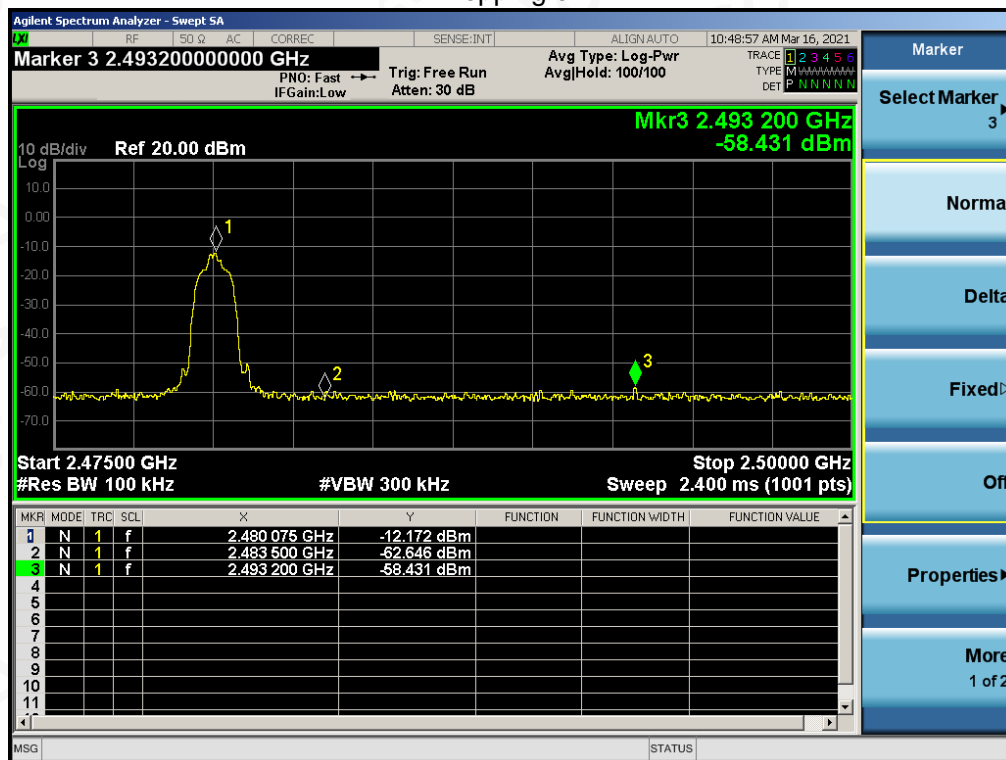 Agilent Spectrum Analyzer - Swept SA
LXI RF 50 Ω AC CORREC SENSE:INT ALIGN AUTO 10:48:57 AM Mar 16, 2021
Marker 3 2.493200000000 GHz
PNO: Fast
IFGain:Low
Trig: Free Run
Atten: 30 dB
Avg Type: Log-Pwr
Avg|Hold: 100/100
TRACE 1 2 3 4 5 6
TYPE M
DET P N N N N N
Mkr3 2.493 200 GHz
-58.431 dBm
10 dB/div Ref 20.00 dBm
Log
10.0
0.00
-10.0
-20.0
-30.0
-40.0
-50.0
-60.0
-70.0
1
2
3
Start 2.47500 GHz Stop 2.50000 GHz
#Res BW 100 kHz #VBW 300 kHz Sweep 2.400 ms (1001 pts)
MKR MODE TRC SCL X Y FUNCTION FUNCTION WIDTH FUNCTION VALUE
1 N 1 f 2.480 075 GHz -12.172 dBm
2 N 1 f 2.483 500 GHz -62.646 dBm
3 N 1 f 2.493 200 GHz -58.431 dBm
4
5
6
7
8
9
10
11
MSG STATUS
Marker
Select Marker
3
Norma
Delta
Fixed
Off
Properties
More
1 of 2